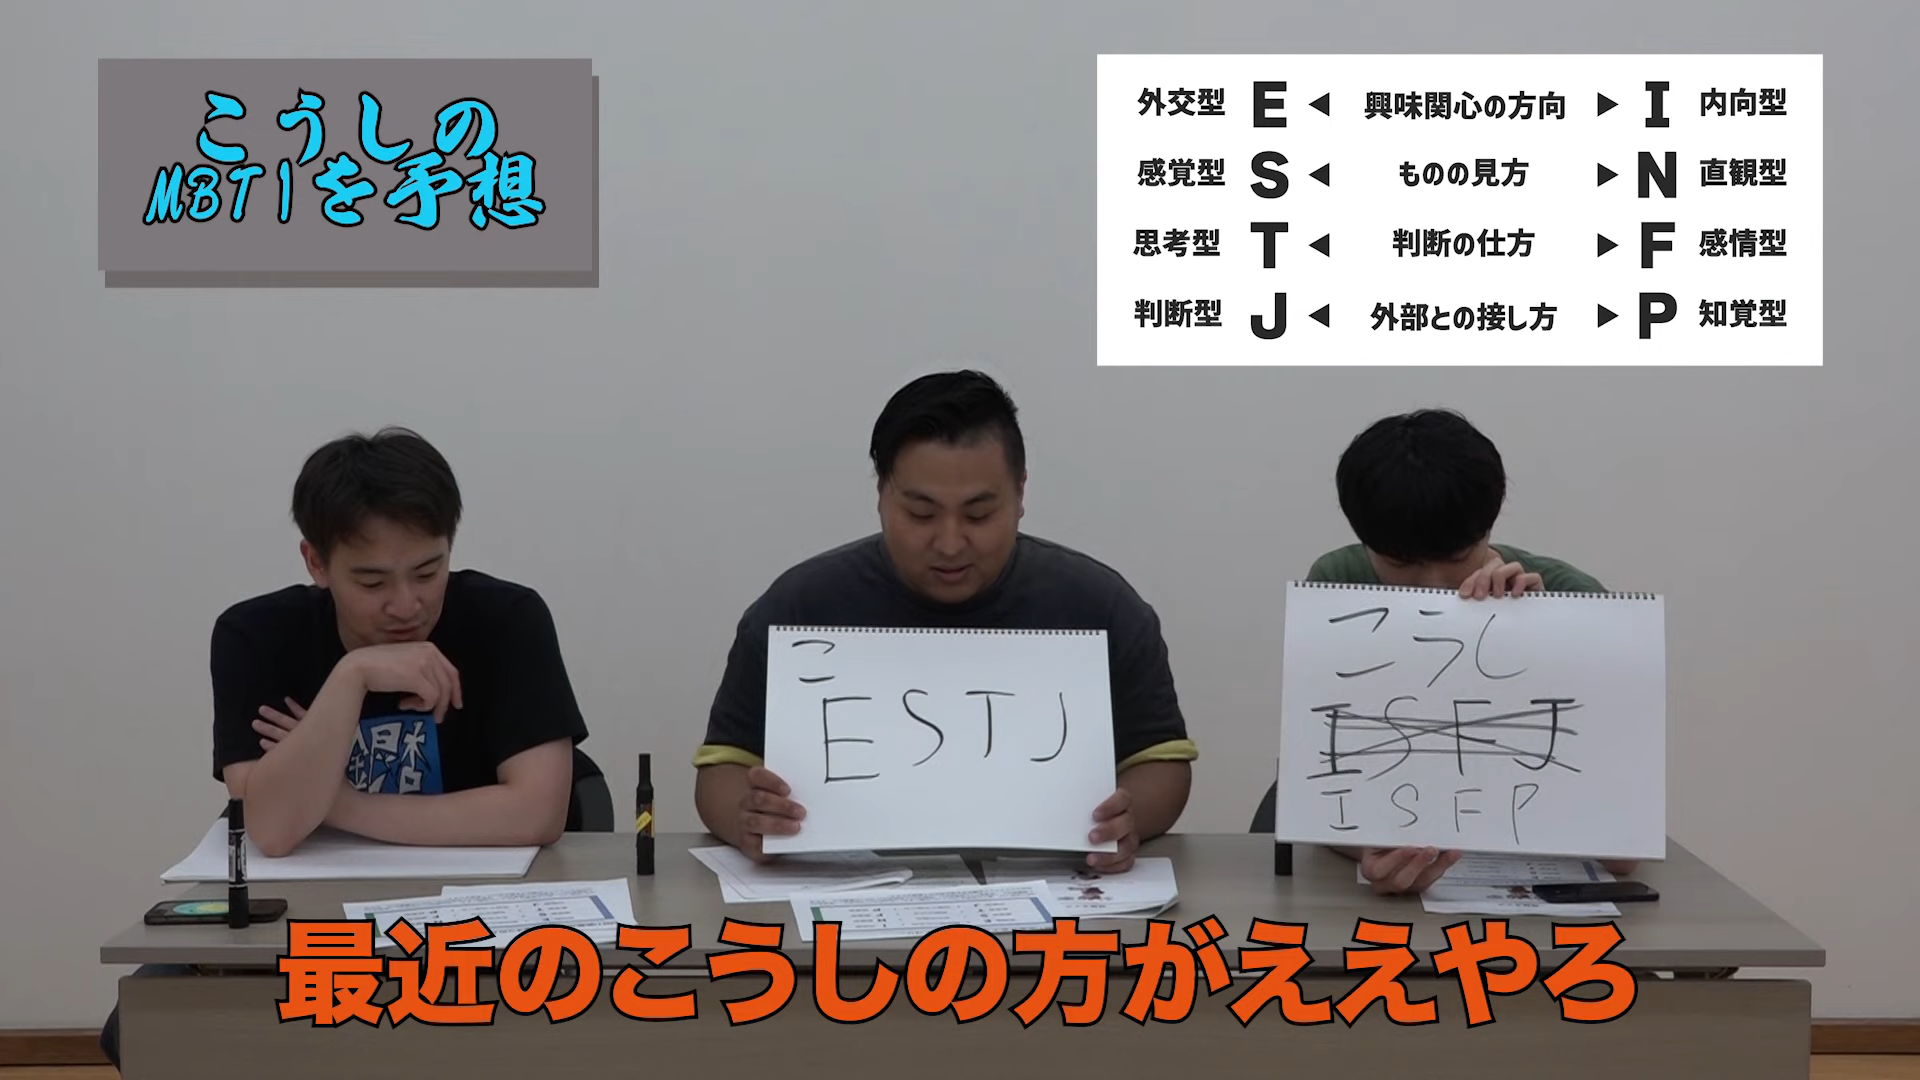 こうしの
MBTIを予想
外交型 E ◀ 興味関心の方向 ▶ I 内向型
感覚型 S ◀ ものの見方 ▶ N 直観型
思考型 T ◀ 判断の仕方 ▶ F 感情型
判断型 J ◀ 外部との接し方 ▶ P 知覚型
こ
ESTJ
こうし
ISFJ
ISFP
最近のこうしの方がええやろ